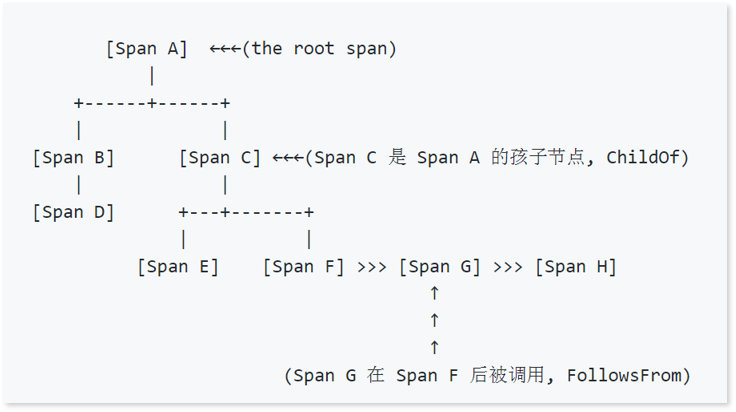 [Span A]  ←←←(the root span)
|
+------+------+
|             |
[Span B]      [Span C] ←←←(Span C 是 Span A 的孩子节点, ChildOf)
|             |
[Span D]      +---+-------+
|           |
[Span E]    [Span F] >>> [Span G] >>> [Span H]
↑
↑
↑
(Span G 在 Span F 后被调用, FollowsFrom)